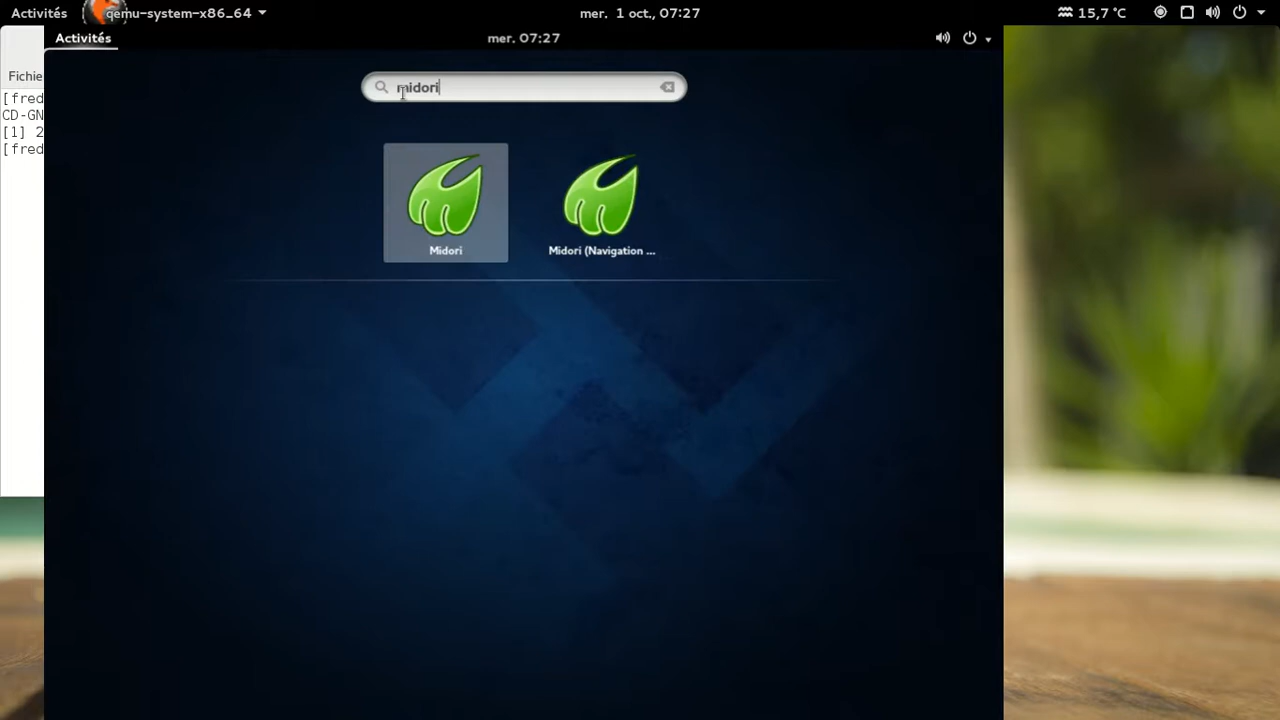 Activités qemu-system-x86_64 mer. 1 oct., 07:27 15,7 °C
Activités mer. 07:27
Fichie
midori
[fred
CD-GN
[1] 2
[fred
Midori Midori (Navigation ...